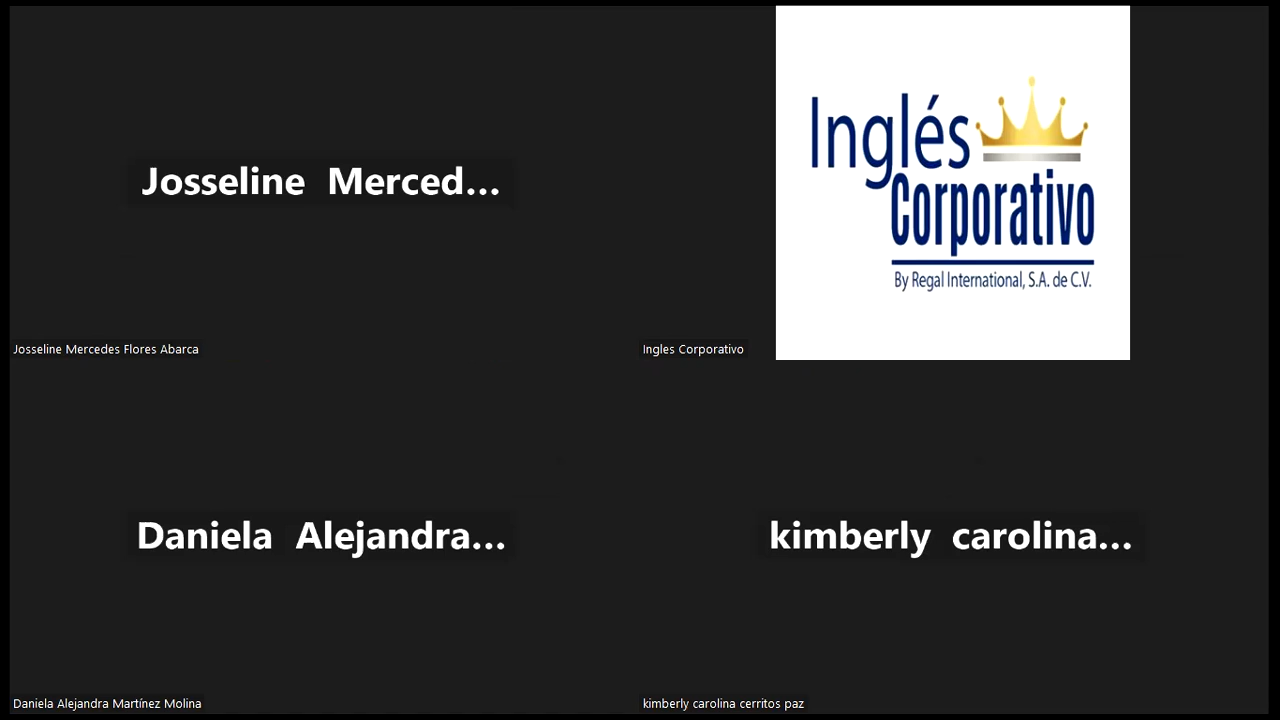 Josseline Merced...
Josseline Mercedes Flores Abarca
Inglés
Corporativo
By Regal International, S.A. de C.V.
Ingles Corporativo
Daniela Alejandra...
Daniela Alejandra Martínez Molina
kimberly carolina...
kimberly carolina cerritos paz